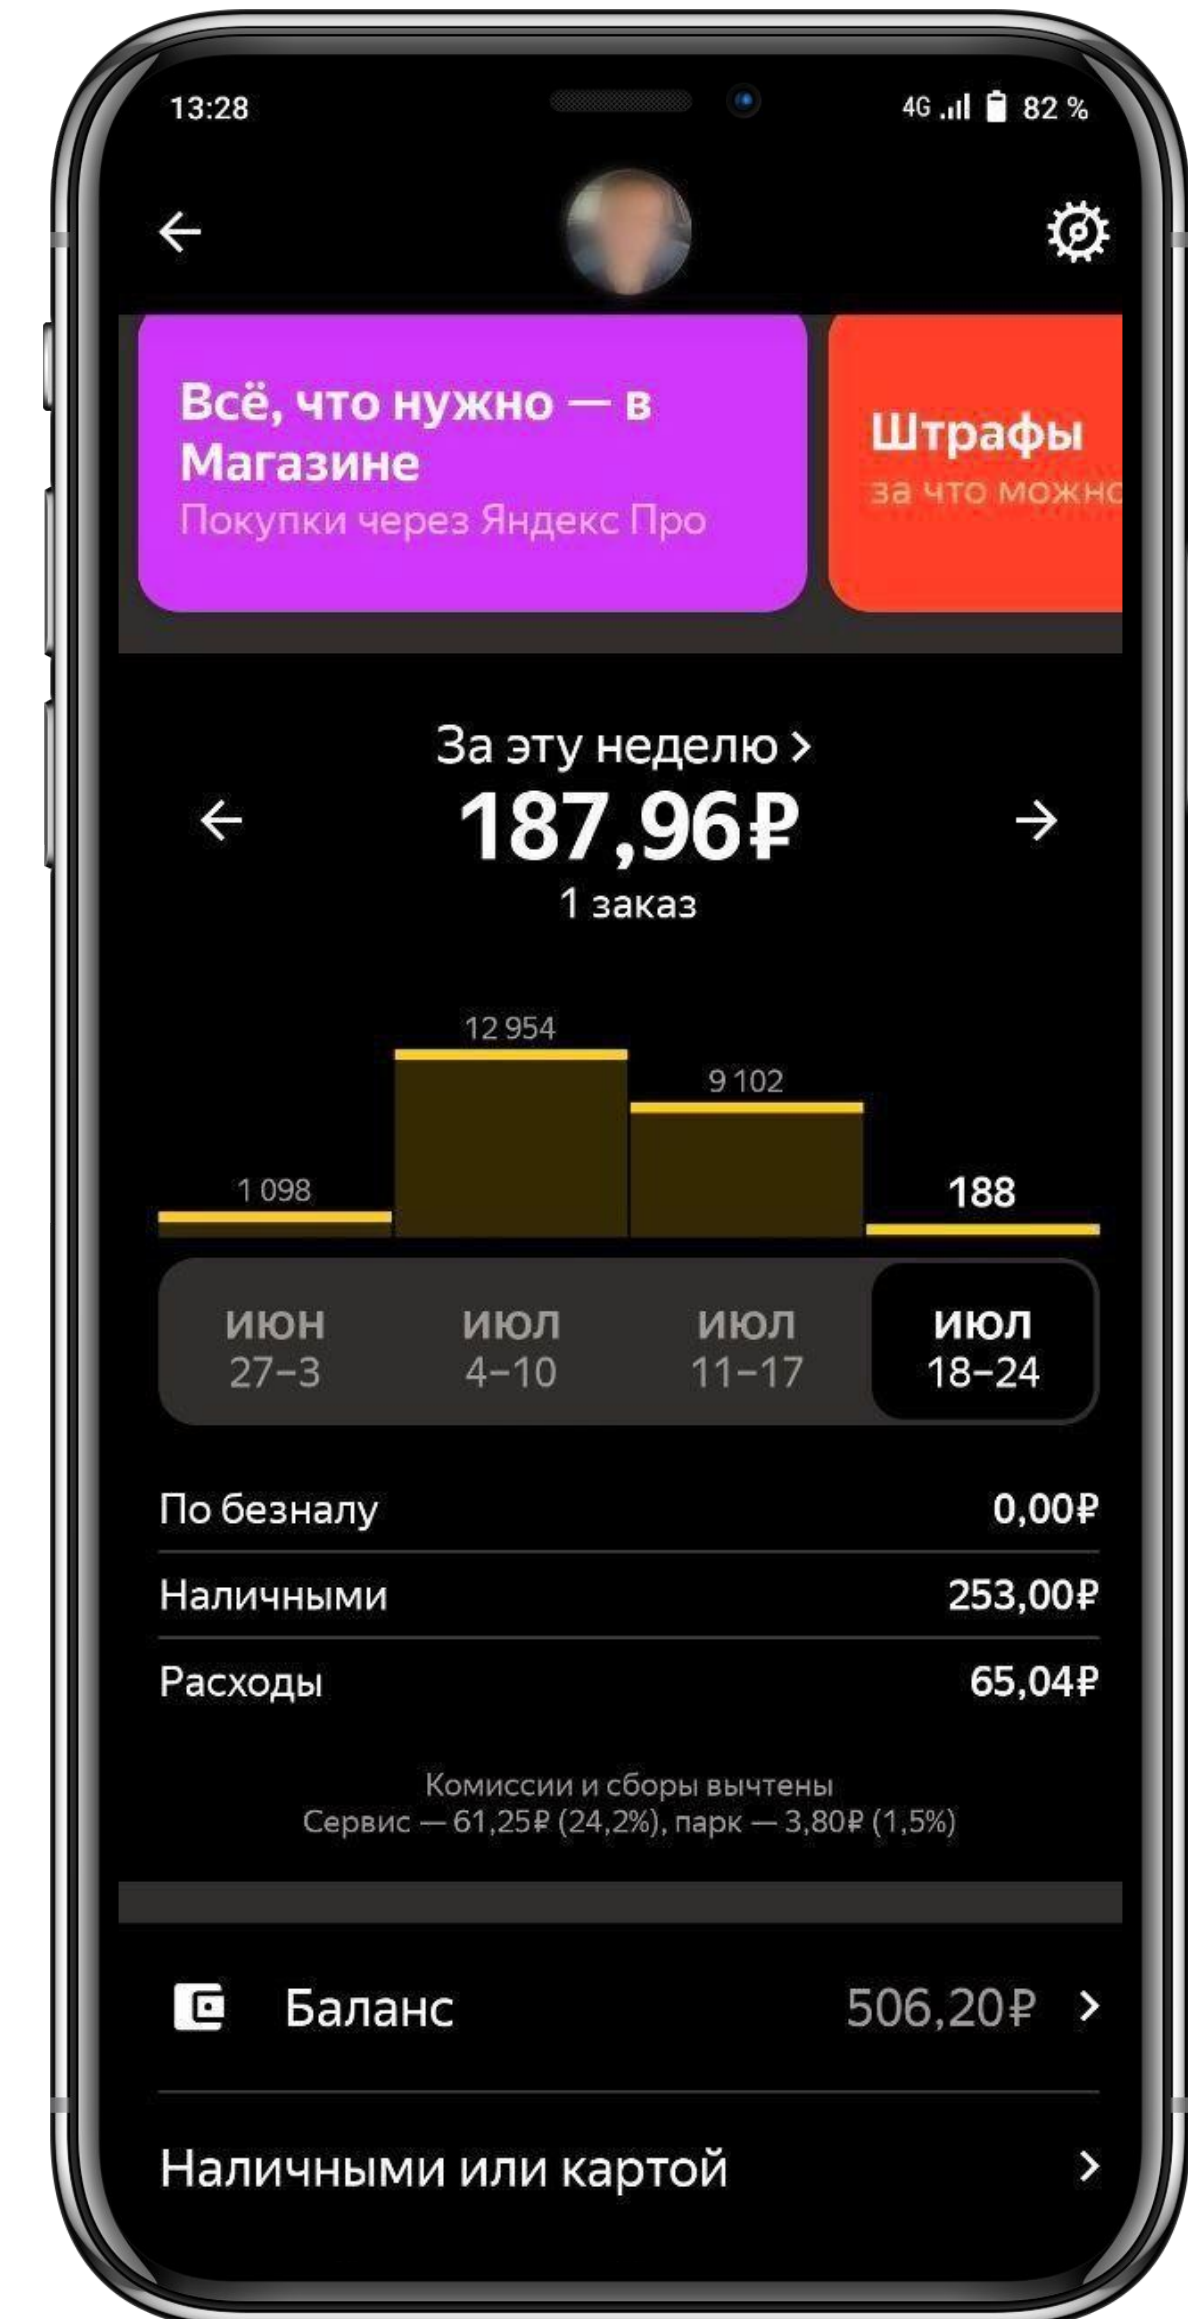 13:28
4G 82 %
Всё, что нужно — в
Магазине
Покупки через Яндекс Про
Штрафы
за что можно
За эту неделю
187,96₽
1 заказ
1 098
12 954
9 102
188
ИЮН
27–3
ИЮЛ
4–10
ИЮЛ
11–17
ИЮЛ
18–24
По безналу 0,00₽
Наличными 253,00₽
Расходы 65,04₽
Комиссии и сборы вычтены
Сервис — 61,25₽ (24,2%), парк — 3,80₽ (1,5%)
Баланс 506,20₽
Наличными или картой